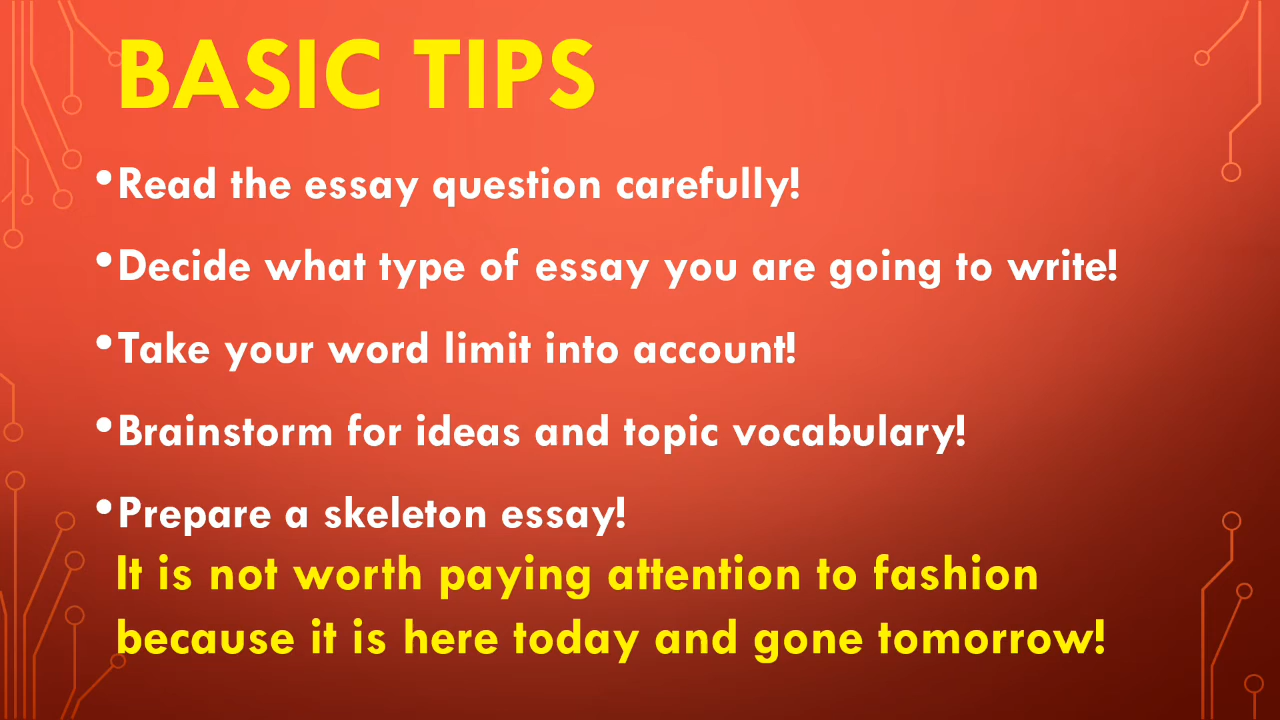 BASIC TIPS
•Read the essay question carefully!
•Decide what type of essay you are going to write!
•Take your word limit into account!
•Brainstorm for ideas and topic vocabulary!
•Prepare a skeleton essay!
It is not worth paying attention to fashion
because it is here today and gone tomorrow!